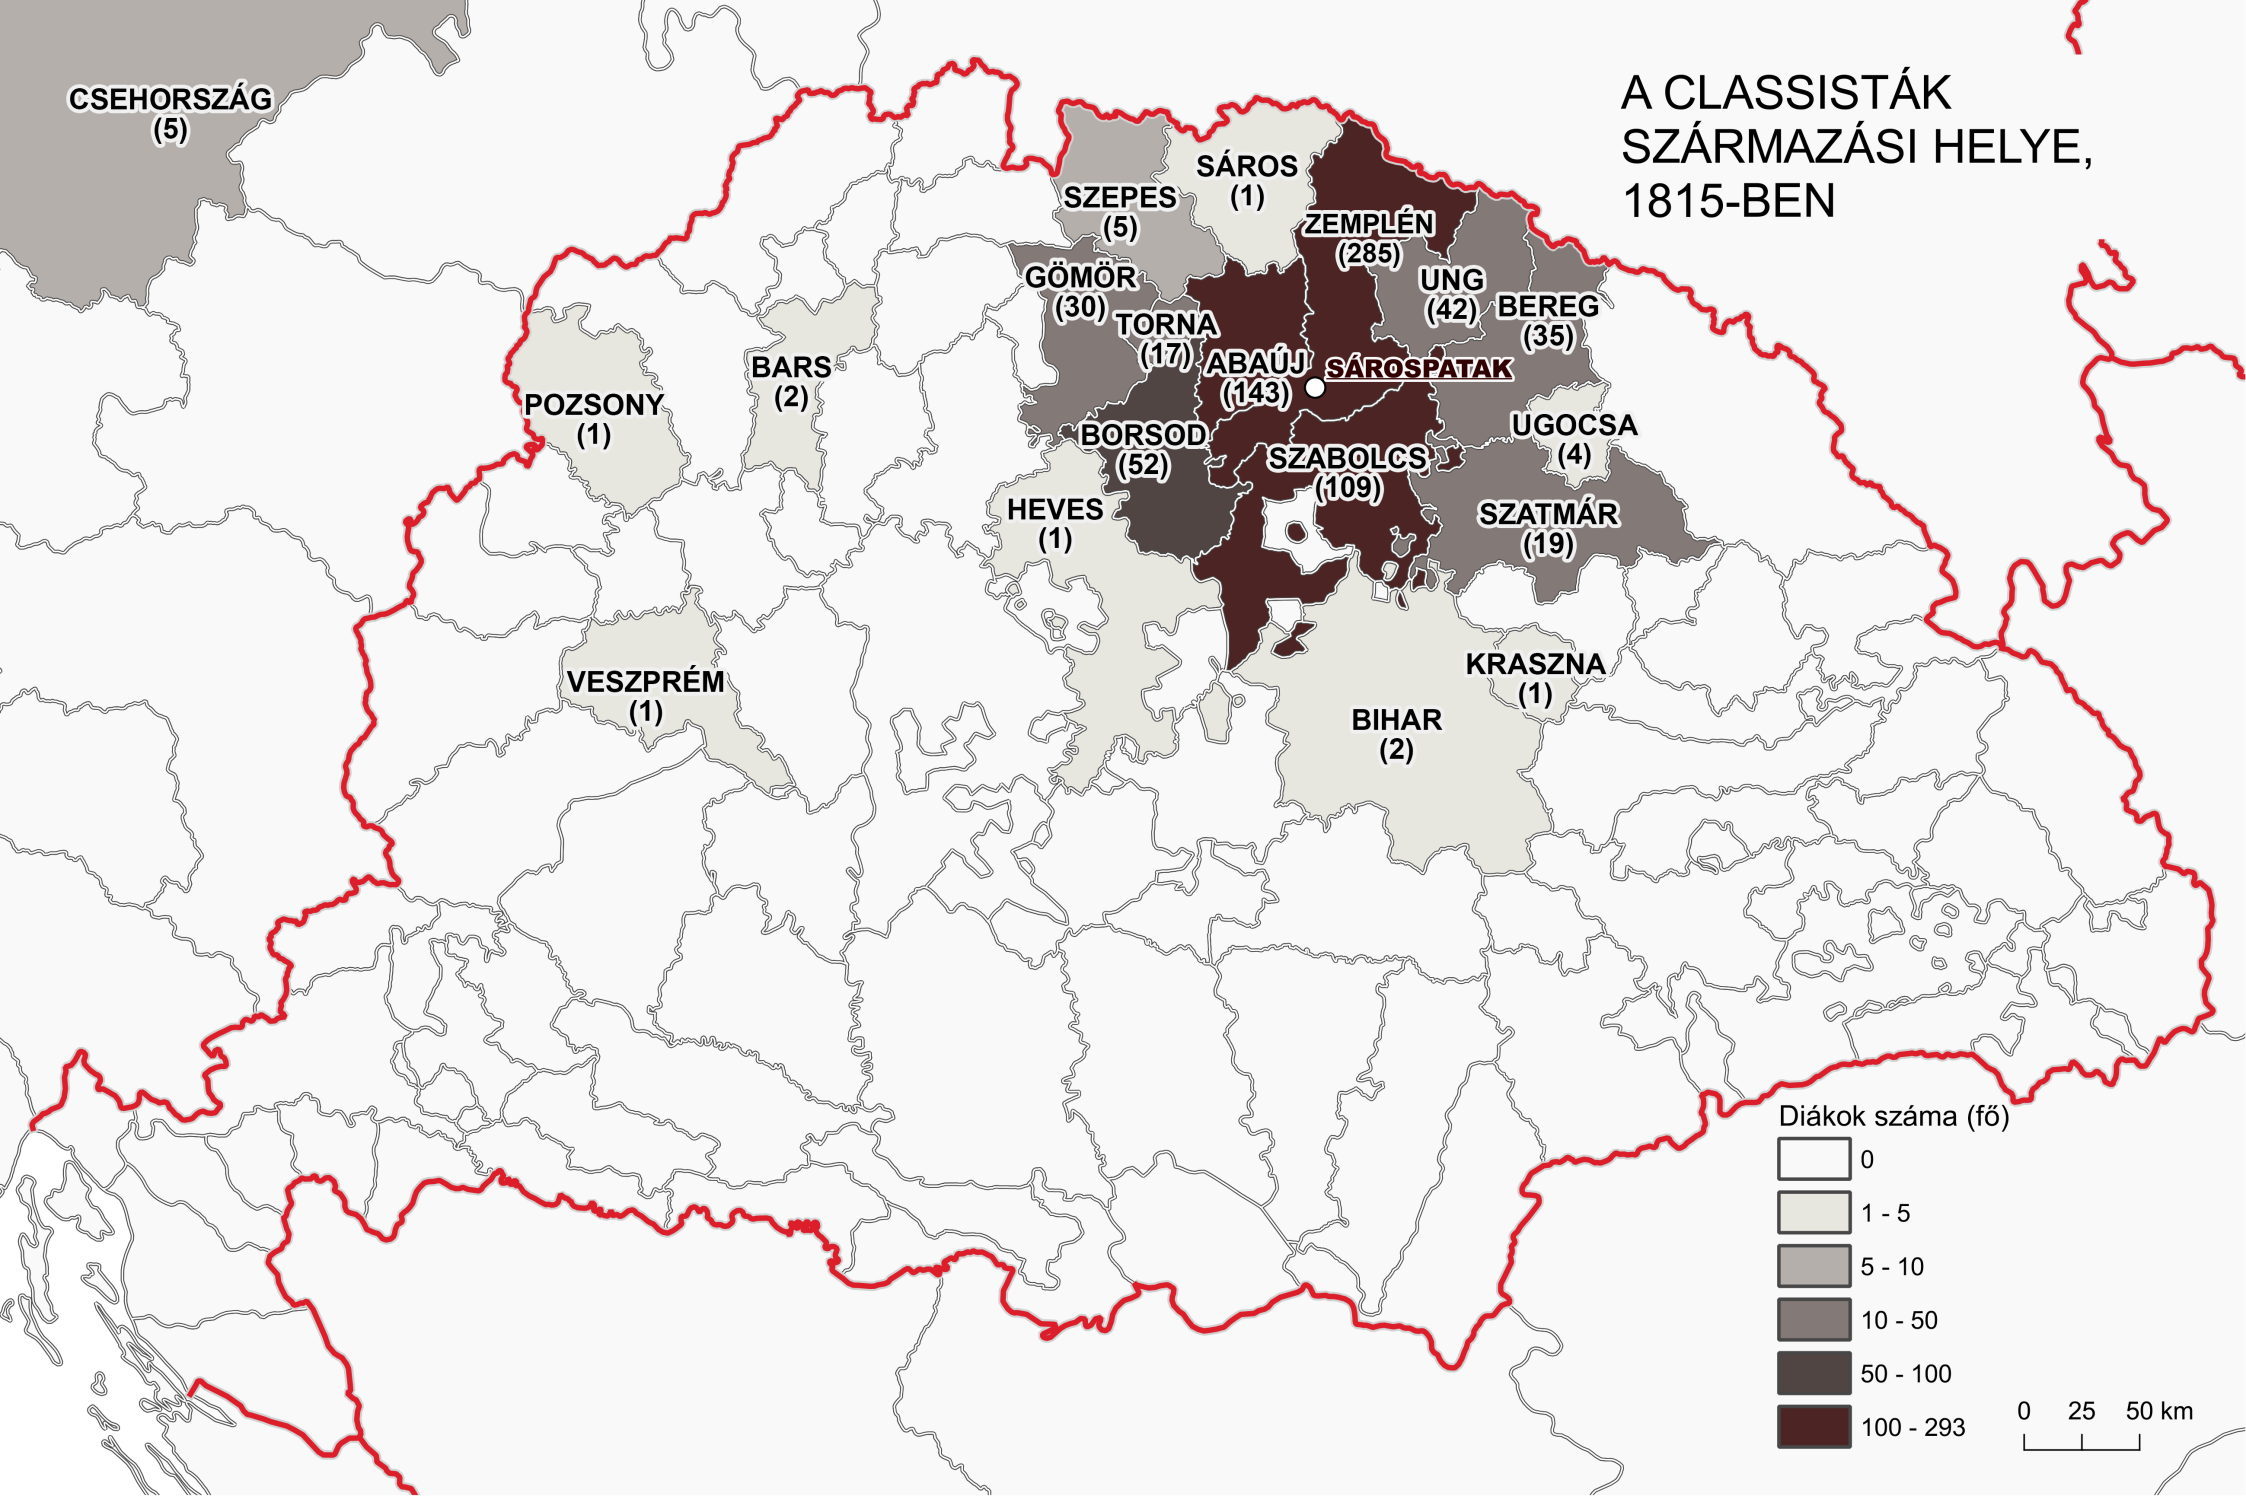 A CLASSISTÁK
SZÁRMAZÁSI HELYE,
1815-BEN
CSEHORSZÁG
(5)
SZEPES
(5)
SÁROS
(1)
ZEMPLÉN
(285)
GÖMÖR
(30)
UNG
(42)
BEREG
(35)
TORNA
(17)
ABAÚJ
(143)
SÁROSPATAK
BARS
(2)
POZSONY
(1)
UGOCSA
(4)
BORSOD
(52)
SZABOLCS
(109)
HEVES
(1)
SZATMÁR
(19)
VESZPRÉM
(1)
KRASZNA
(1)
BIHAR
(2)
Diákok száma (fő)
0
1 - 5
5 - 10
10 - 50
50 - 100
100 - 293
0 25 50 km